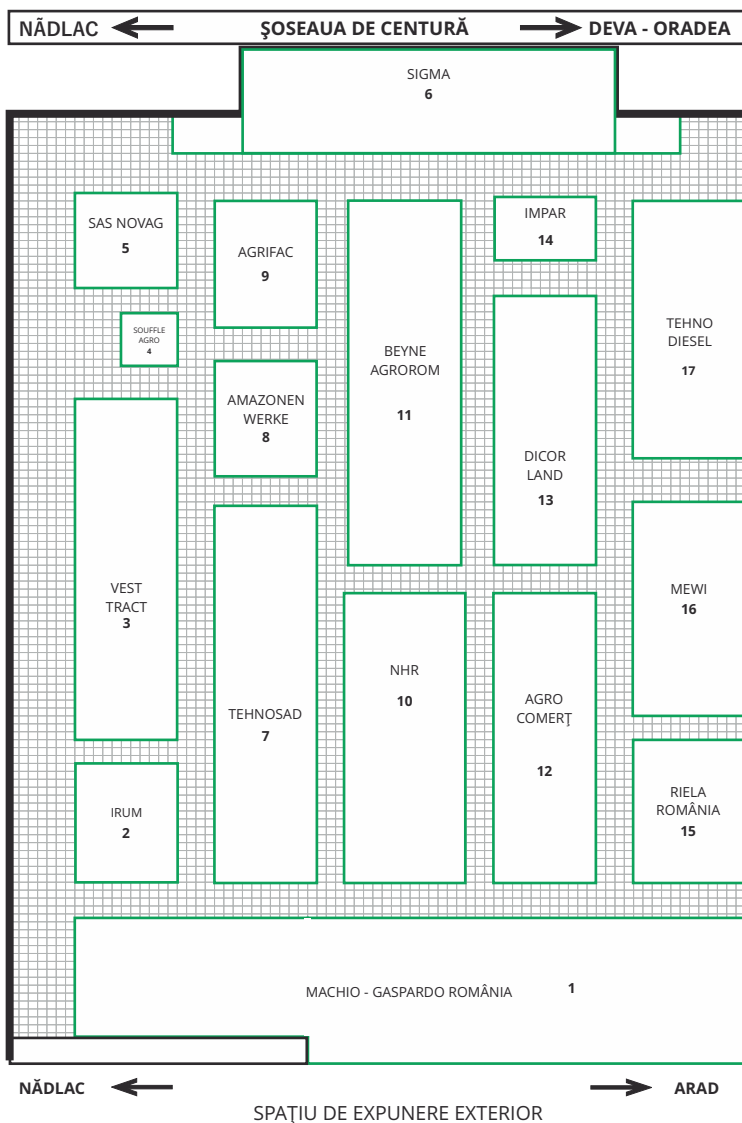 NĂDLAC ŞOSEAUA DE CENTURĂ DEVA - ORADEA
SIGMA
6
SAS NOVAG
5
AGRIFAC
9
IMPAR
14
SOUFFLE
AGRO
4
BEYNE
AGROROM
11
TEHNO
DIESEL
17
AMAZONEN
WERKE
8
DICOR
LAND
13
VEST
TRACT
3
MEWI
16
NHR
10
TEHNOSAD
7
AGRO
COMERŢ
12
IRUM
2
RIELA
ROMÂNIA
15
MACHIO - GASPARDO ROMÂNIA 1
NĂDLAC ARAD
SPAŢIU DE EXPUNERE EXTERIOR